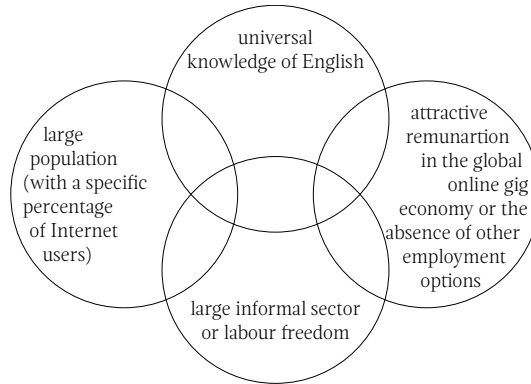 universal
knowledge of English
large
population
(with a specific
percentage
of Internet
users)
attractive
remunartion
in the global
online gig
economy or the
absence of other
employment
options
large informal sector
or labour freedom